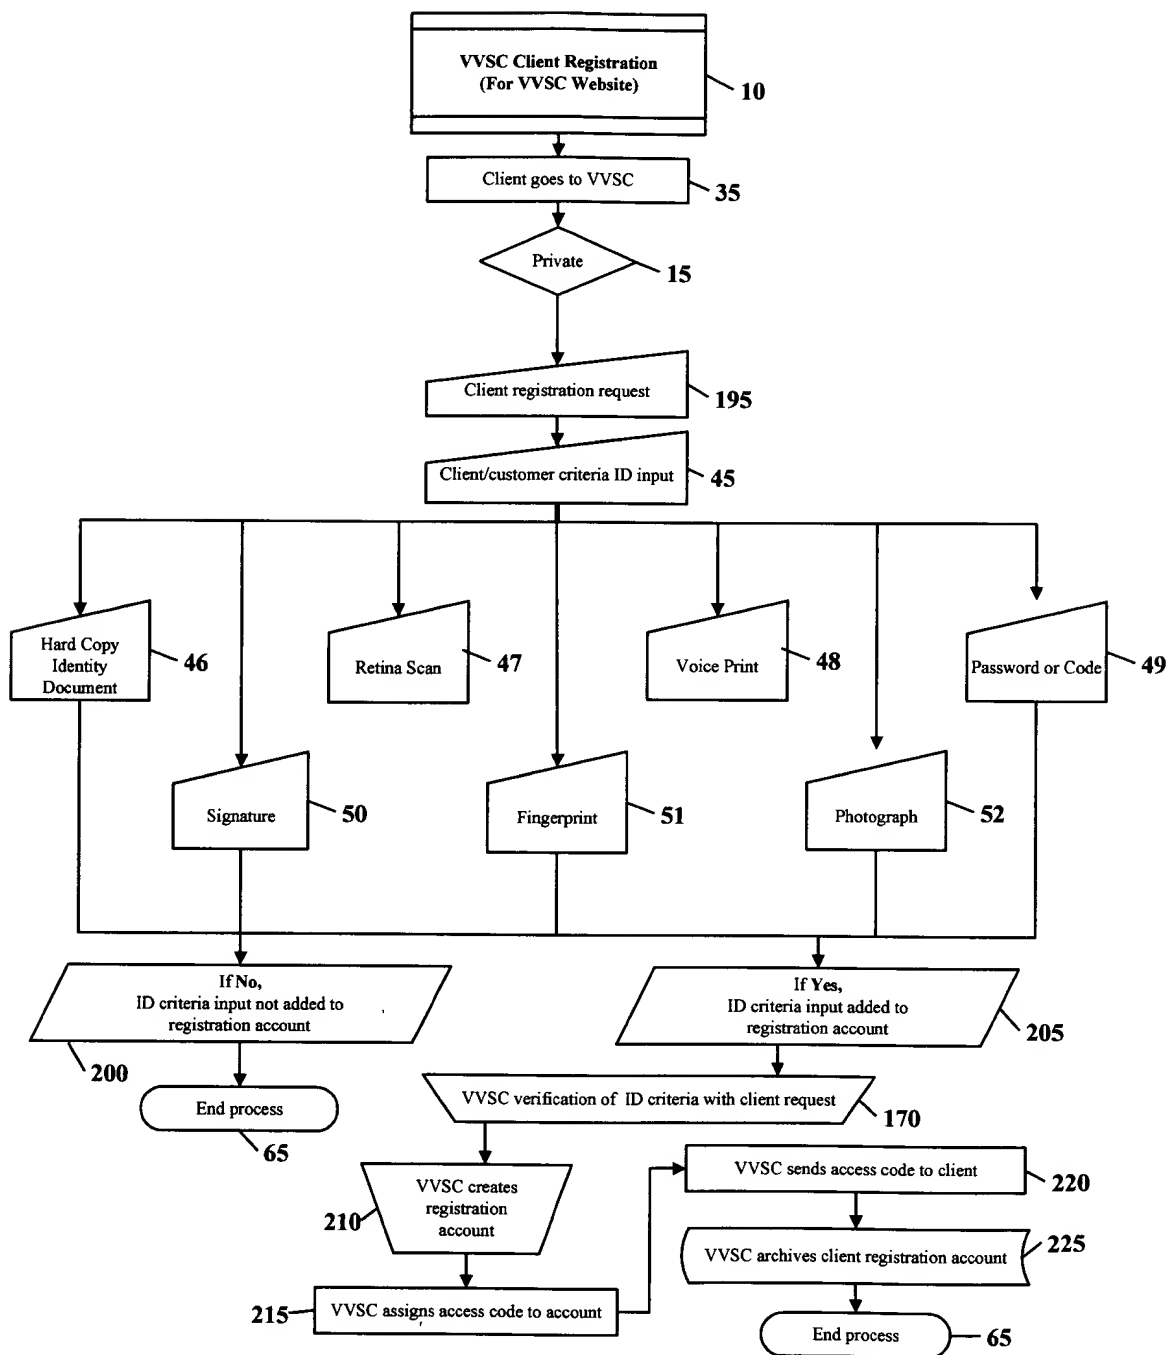 VVSC Client Registration
(For VVSC Website)
10
Client goes to VVSC
35
Private
15
Client registration request
195
Client/customer criteria ID input
45
Hard Copy
Identity
Document
46
Retina Scan
47
Voice Print
48
Password or Code
49
Signature
50
Fingerprint
51
Photograph
52
If No,
ID criteria input not added to
registration account
200
If Yes,
ID criteria input added to
registration account
205
End process
65
VVSC verification of ID criteria with client request
170
VVSC creates
registration
account
210
VVSC sends access code to client
220
VVSC archives client registration account
225
215
VVSC assigns access code to account
End process
65